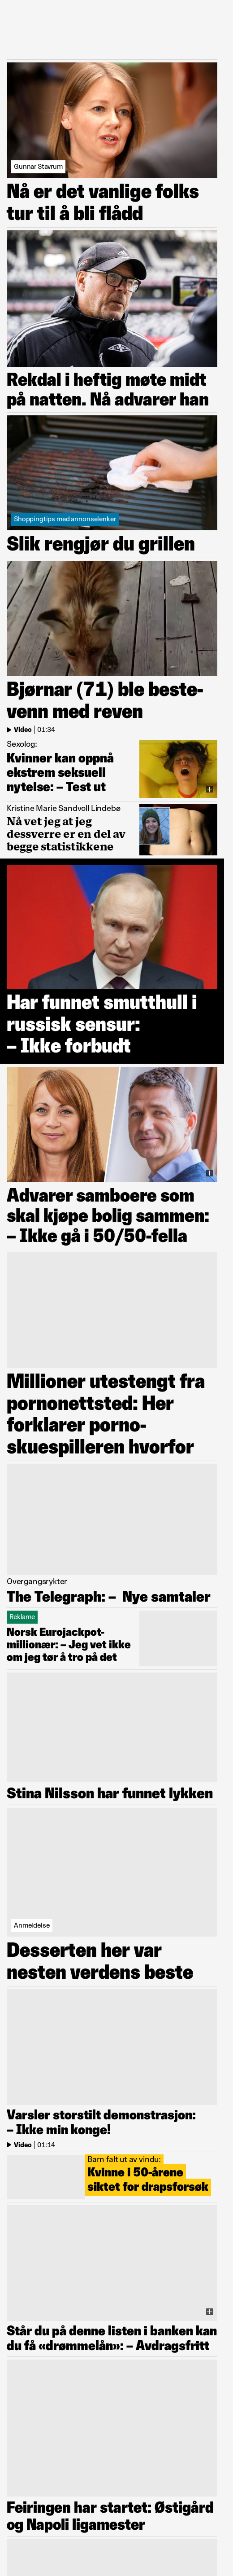 Gunnar Stavrum
Nå er det vanlige folks
tur til å bli flådd
Rekdal i heftig møte midt
på natten. Nå advarer han
Shoppingtips med annonselenker
Slik rengjør du grillen
Bjørnar (71) ble beste-
venn med reven
Video | 01:34
Sexolog:
Kvinner kan oppnå
ekstrem seksuell
nytelse: – Test ut
Kristine Marie Sandvoll Lindebø
Nå vet jeg at jeg
dessverre er en del av
begge statistikkene
Har funnet smutthull i
russisk sensur:
– Ikke forbudt
Advarer samboere som
skal kjøpe bolig sammen:
– Ikke gå i 50/50-fella
Millioner utestengt fra
pornonettsted: Her
forklarer porno-
skuespilleren hvorfor
Overgangsrykter
The Telegraph: – Nye samtaler
Reklame
Norsk Eurojackpot-
millionær: – Jeg vet ikke
om jeg tør å tro på det
Stina Nilsson har funnet lykken
Anmeldelse
Desserten her var
nesten verdens beste
Varsler storstilt demonstrasjon:
– Ikke min konge!
Video | 01:14
Barn falt ut av vindu:
Kvinne i 50-årene
siktet for drapsforsøk
Står du på denne listen i banken kan
du få «drømmelån»: – Avdragsfritt
Feiringen har startet: Østigård
og Napoli ligamester